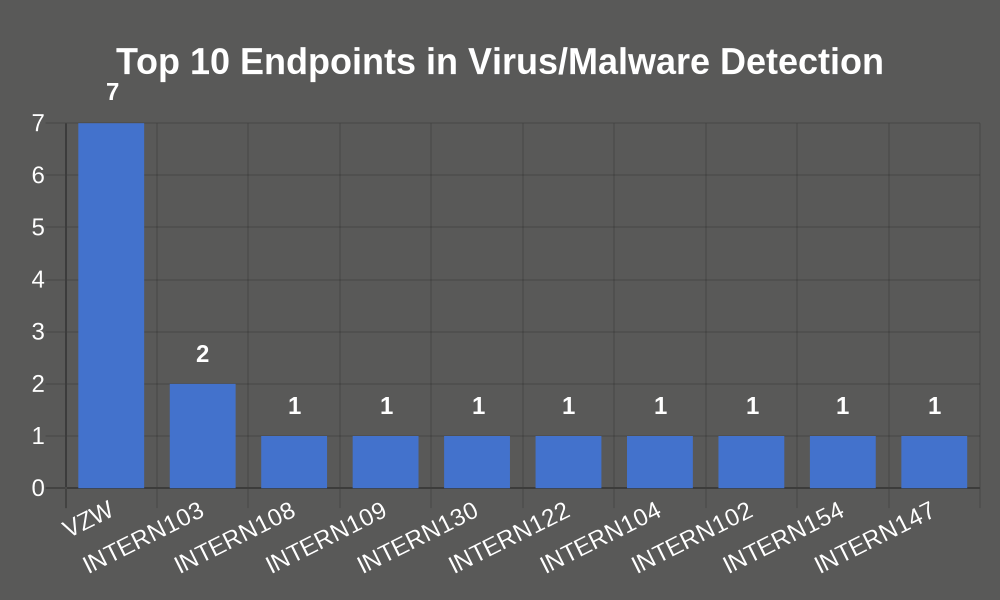 Top 10 Endpoints in Virus/Malware Detection
7
7
6
5
4
3
2
1
0
2
1
1
1
1
1
1
1
1
VZW
INTERN103
INTERN108
INTERN109
INTERN130
INTERN122
INTERN104
INTERN102
INTERN154
INTERN147